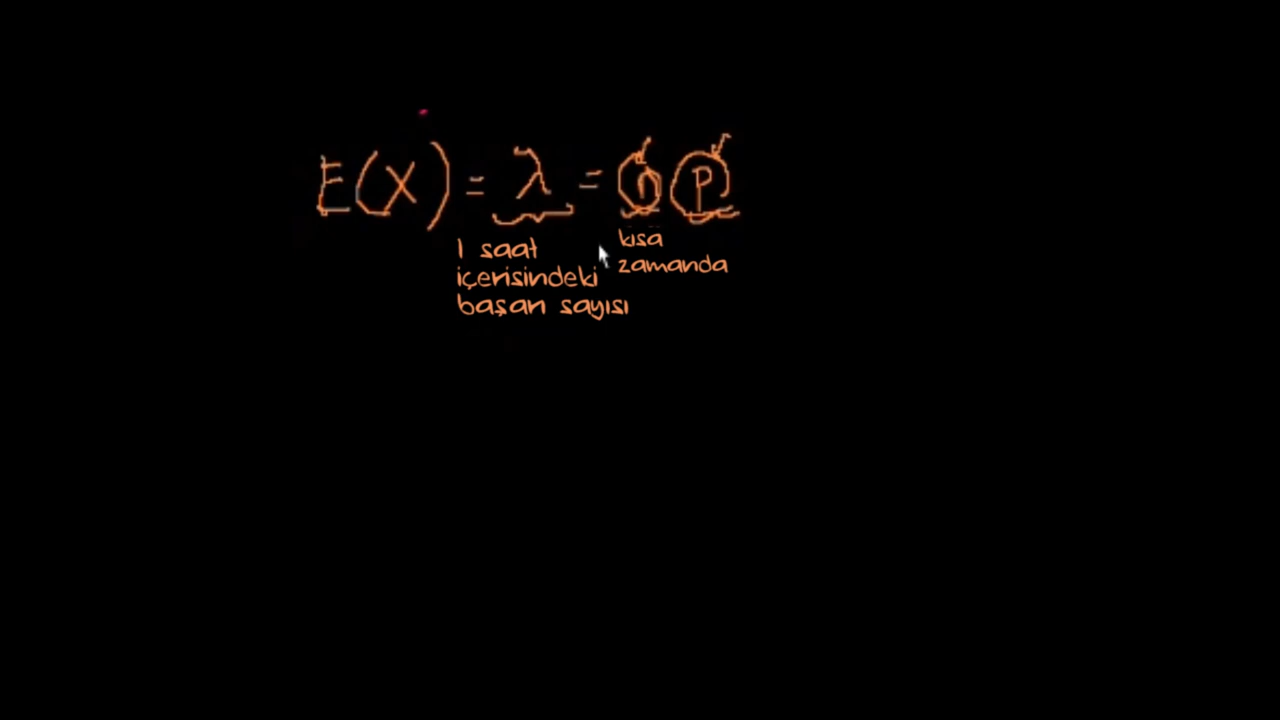 E(X) = λ = n P
1 saat
içerisindeki
başarı sayısı
kısa
zamanda